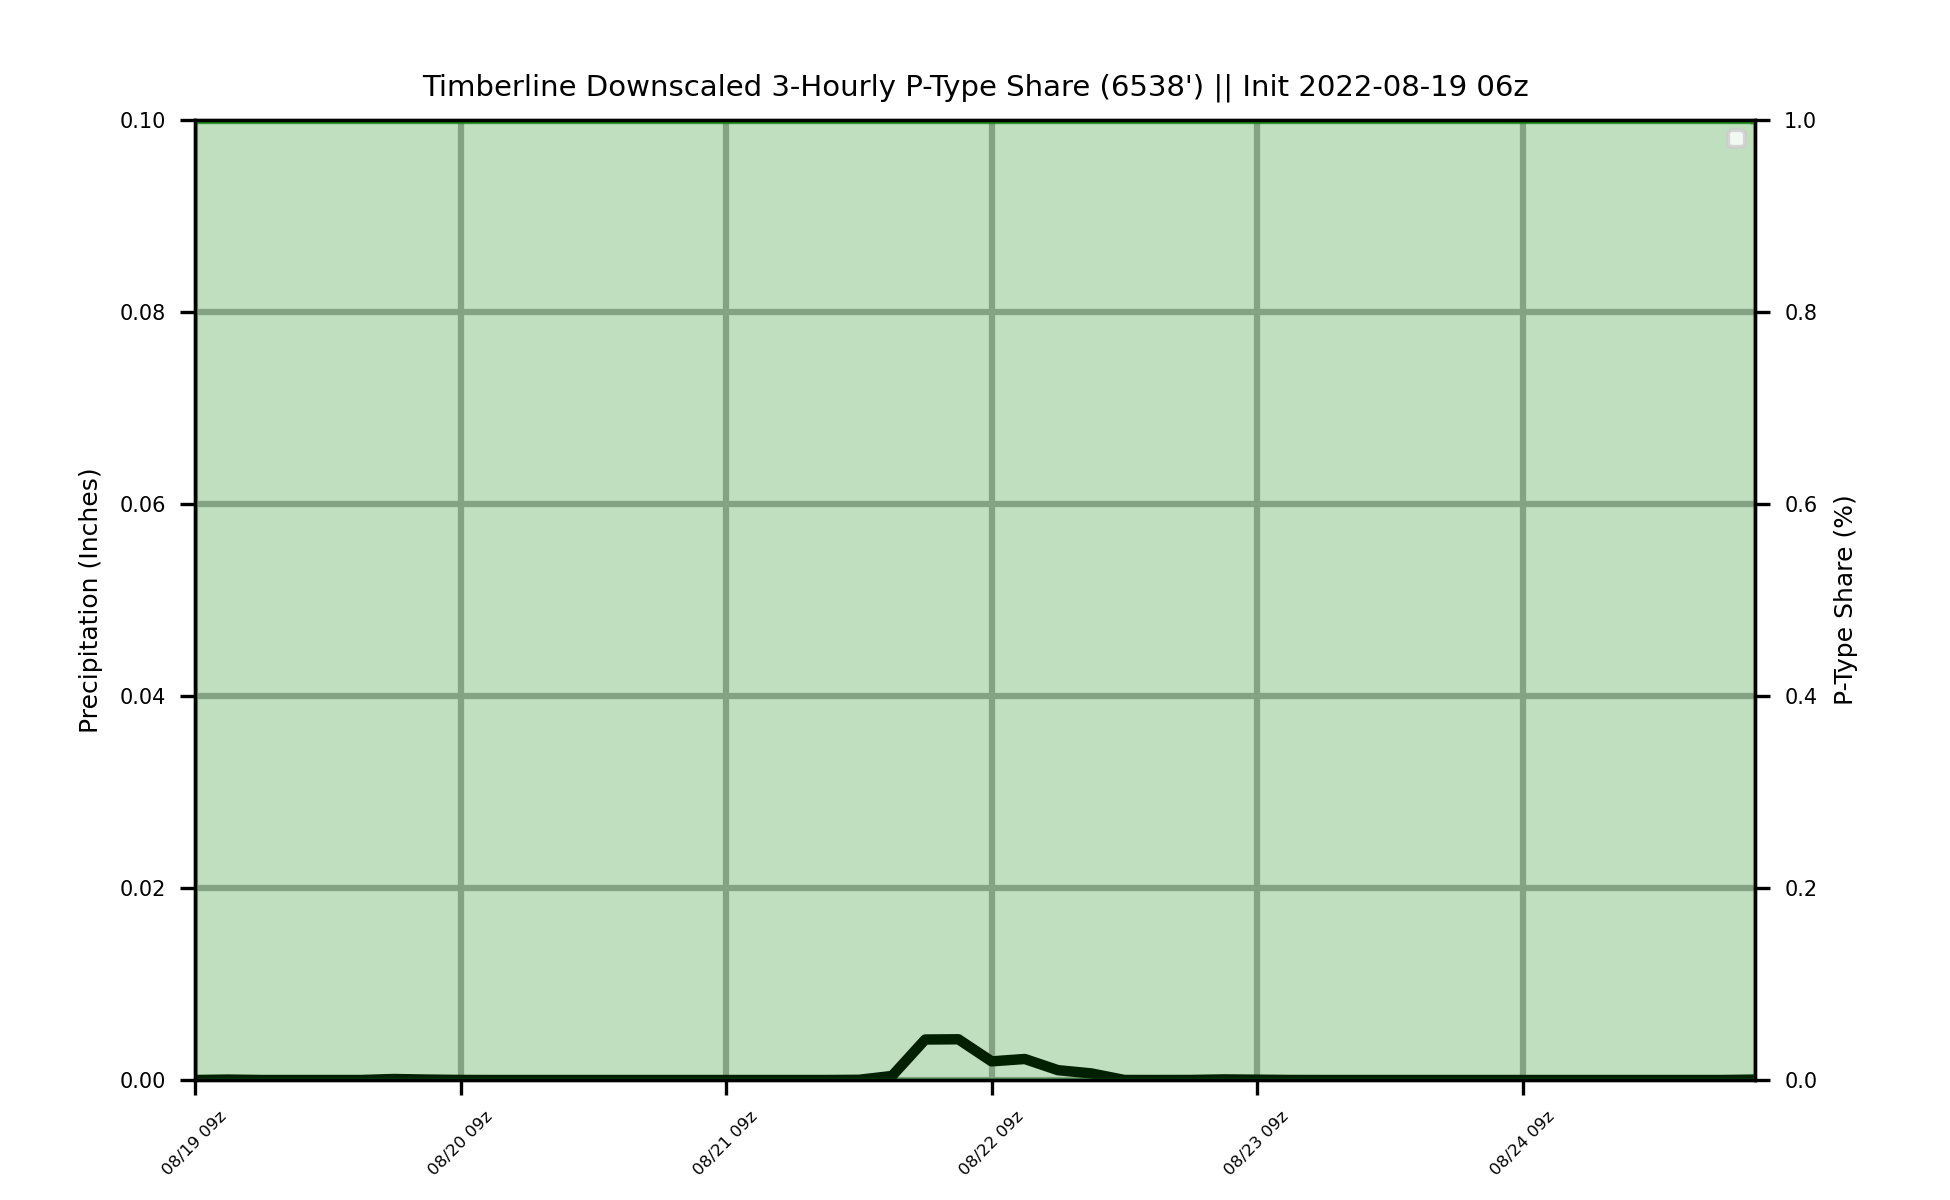 Timberline Downscaled 3-Hourly P-Type Share (6538') || Init 2022-08-19 06z
Precipitation (Inches)
0.10
0.08
0.06
0.04
0.02
0.00
1.0
0.8
0.6
0.4
0.2
0.0
P-Type Share (%)
08/19 09z
08/20 09z
08/21 09z
08/22 09z
08/23 09z
08/24 09z